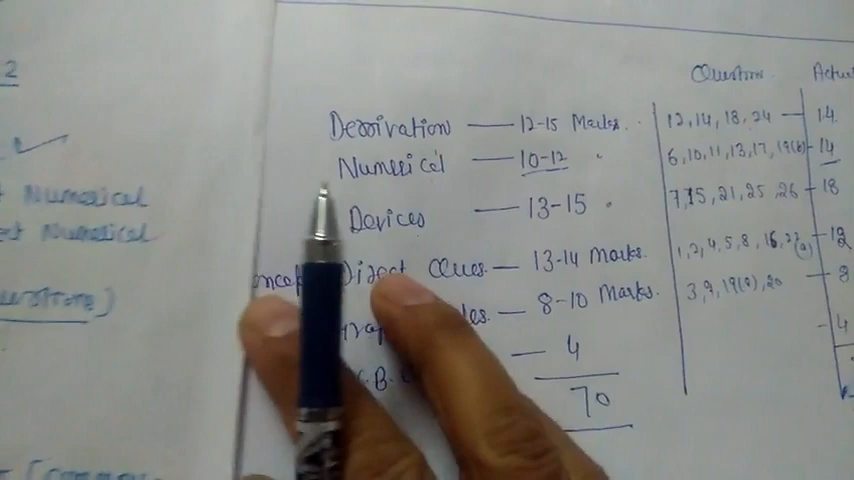 2
Numerical
Numerical
Question Actual
Derivation — 12-15 Marks. 12, 14, 18, 24 — 14
Numerical — 10-12 6, 10, 11, 13, 17, 19(b) - 14
Devices — 13-15 7, 15, 21, 25, 26 - 18
Direct Ques. — 13-14 Marks. 1, 2, 4, 5, 8, 16, (a) - 12
— 8-10 Marks. 3, 9, 19(a), 20 - 8
— 4 - 4
70